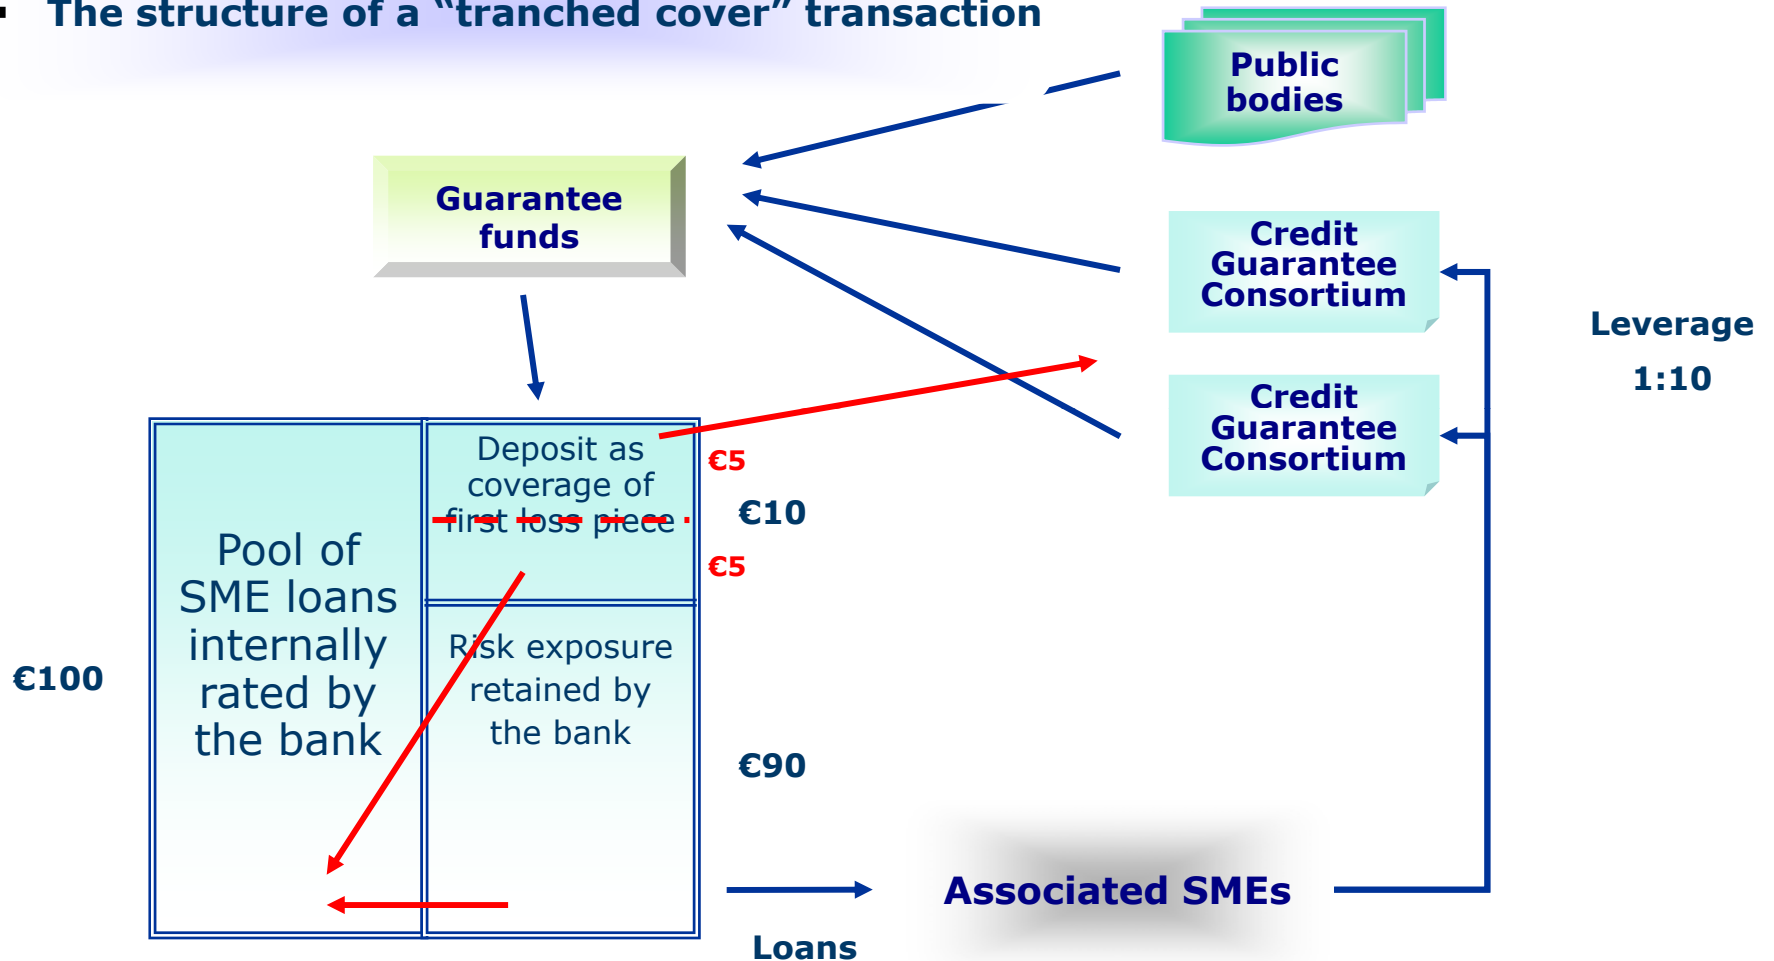 The structure of a “tranched cover” transaction
Public
bodies
Guarantee
funds
Credit
Guarantee
Consortium
Leverage
1:10
Credit
Guarantee
Consortium
Deposit as
coverage of
first loss piece
€5
€10
€5
Pool of
SME loans
internally
rated by
the bank
€100
Risk exposure
retained by
the bank
€90
Associated SMEs
Loans